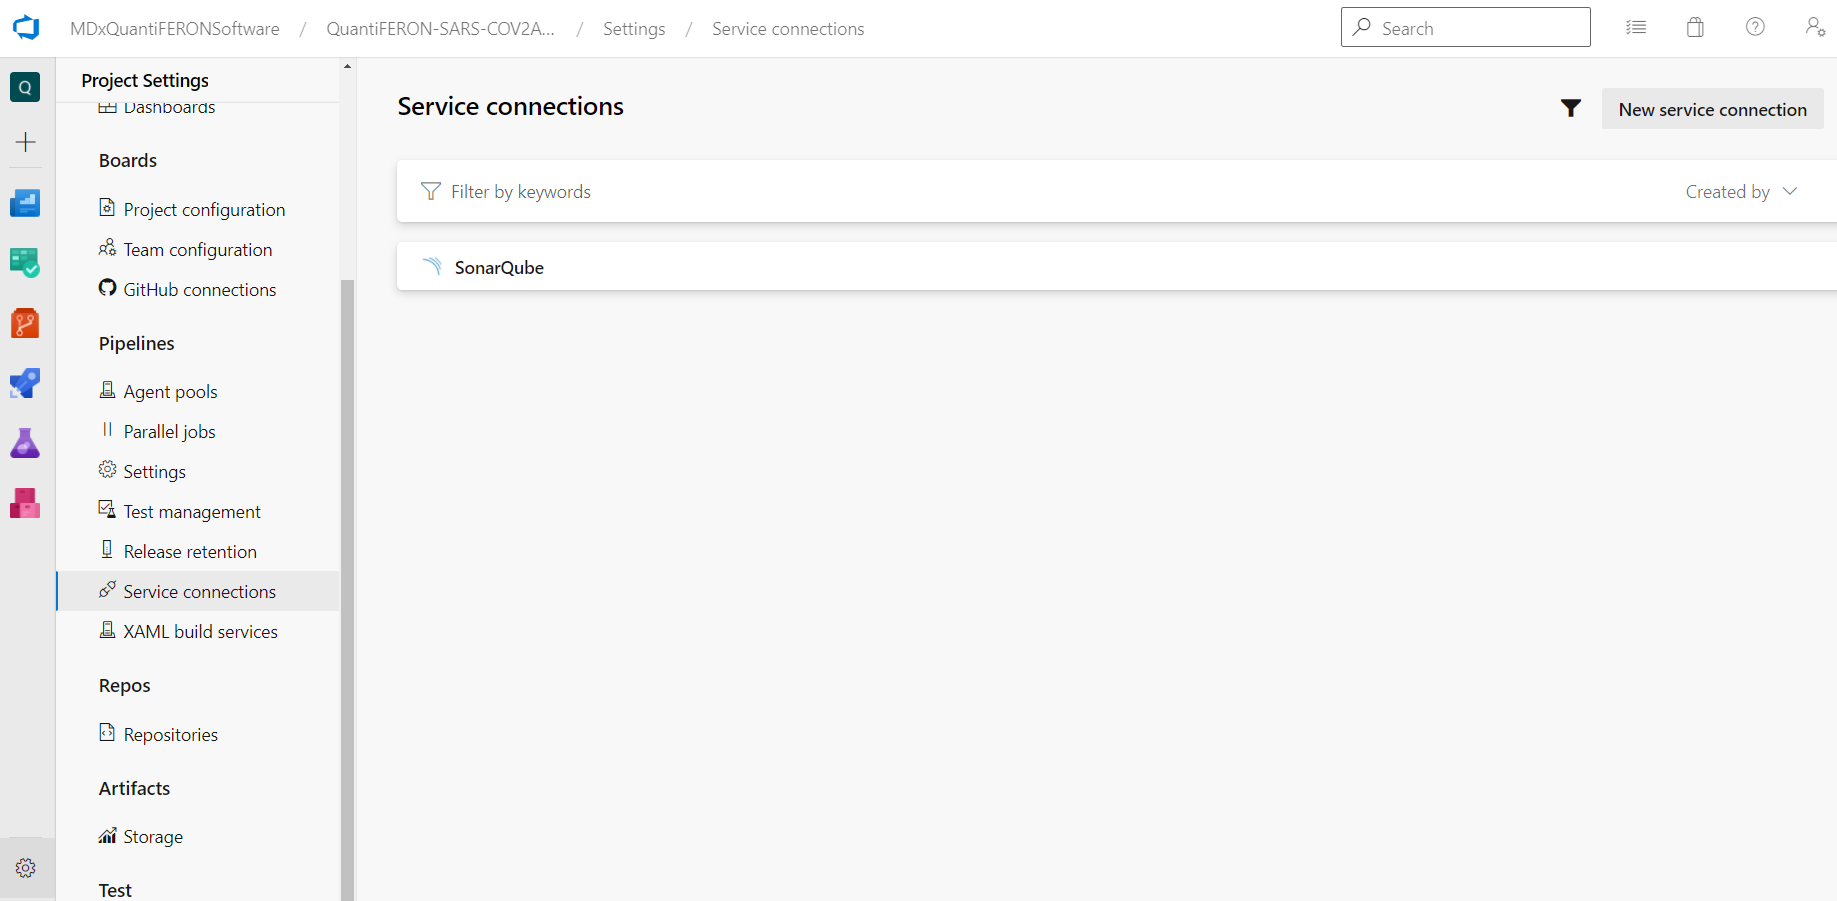 MDxQuantiFERONSoftware / QuantiFERON-SARS-COV2A... / Settings / Service connections
Search
Q
Project Settings
Dashboards
Boards
Project configuration
Team configuration
GitHub connections
Pipelines
Agent pools
Parallel jobs
Settings
Test management
Release retention
Service connections
XAML build services
Repos
Repositories
Artifacts
Storage
Test
Service connections
New service connection
Filter by keywords
Created by
SonarQube